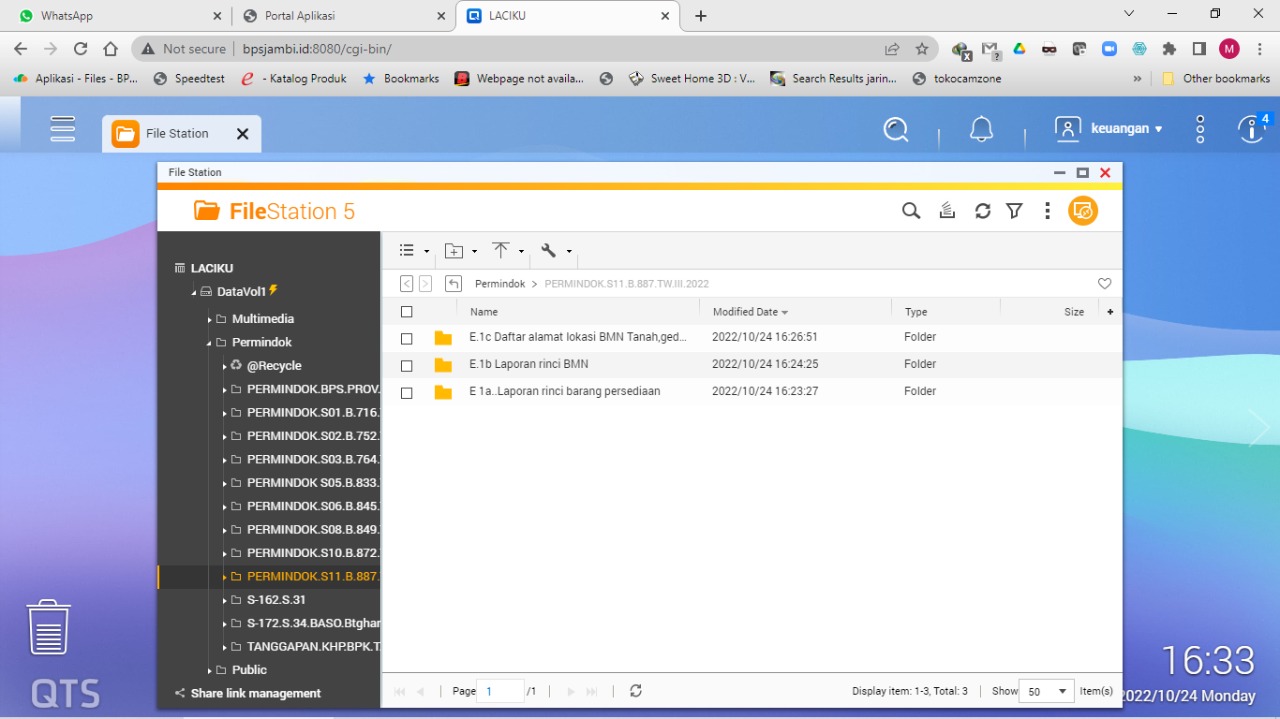 WhatsApp
Portal Aplikasi
LACIKU
Not secure | bpsjambi.id:8080/cgi-bin/
M
Aplikasi - Files - BP...
Speedtest
- Katalog Produk
Bookmarks
Webpage not availa...
Sweet Home 3D : V...
Search Results jarin...
tokocamzone
»
Other bookmarks
File Station
keuangan
4
File Station
FileStation 5
LACIKU
DataVol1
Multimedia
Permindok
@Recycle
PERMINDOK.BPS.PROV.
PERMINDOK.S01.B.716.
PERMINDOK.S02.B.752.
PERMINDOK.S03.B.764.
PERMINDOK S05.B.833.
PERMINDOK.S06.B.845.
PERMINDOK.S08.B.849.
PERMINDOK.S10.B.872.
PERMINDOK.S11.B.887.
S-162.S.31
S-172.S.34.BASO.Btghar
TANGGAPAN.KHP.BPK.T.
Public
Share link management
Permindok > PERMINDOK.S11.B.887.TW.III.2022
Name Modified Date Type Size
E.1c Daftar alamat lokasi BMN Tanah,ged... 2022/10/24 16:26:51 Folder
E.1b Laporan rinci BMN 2022/10/24 16:24:25 Folder
E 1a..Laporan rinci barang persediaan 2022/10/24 16:23:27 Folder
Page 1 /1
Display item: 1-3, Total: 3 | Show 50 Item(s)
QTS
16:33
2022/10/24 Monday